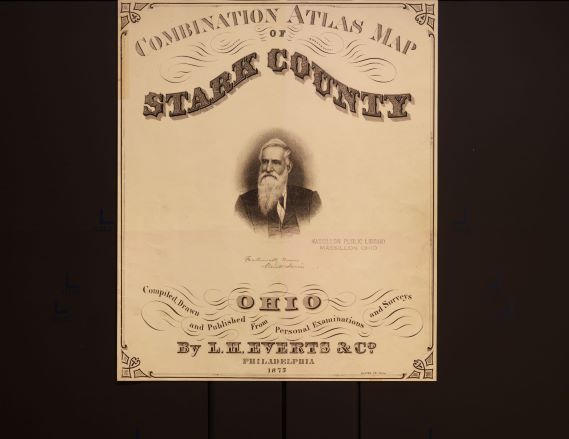 COMBINATION ATLAS MAP
OF
STARK COUNTY
MASSILLON PUBLIC LIBRARY
MASSILLON OHIO
OHIO
Compiled, Drawn and Published From Personal Examinations and Surveys
By L.H. EVERTS & Co.
PHILADELPHIA
1875